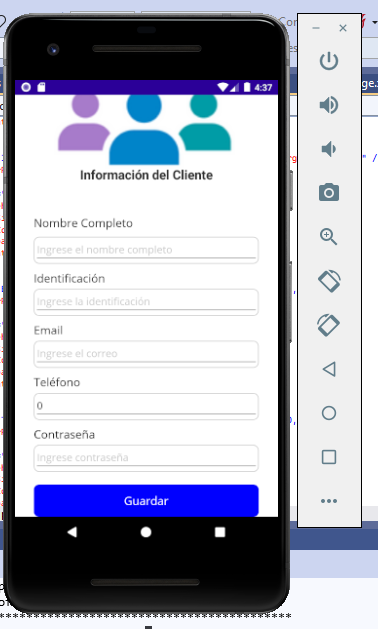 4:37
Información del Cliente
Nombre Completo
Ingrese el nombre completo
Identificación
Ingrese la identificación
Email
Ingrese el correo
Teléfono
0
Contraseña
Ingrese contraseña
Guardar